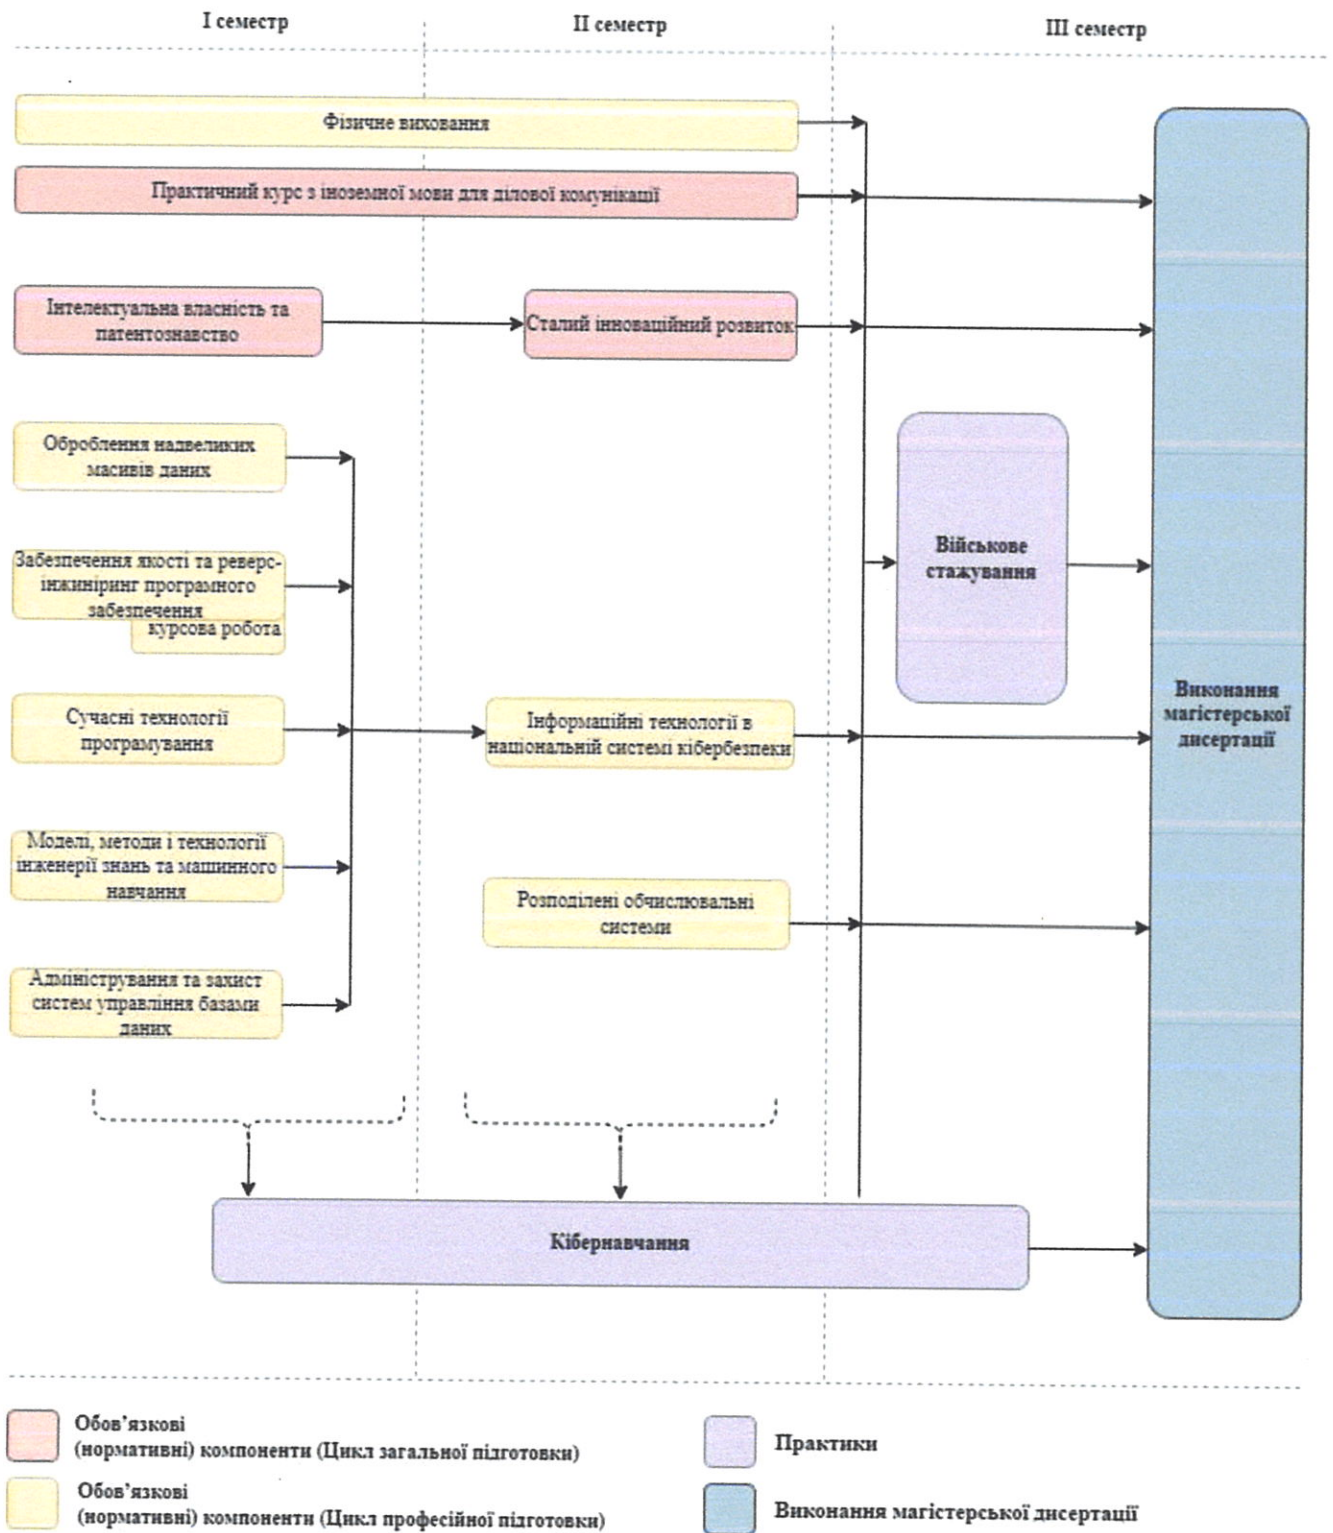 I семестр
II семестр
III семестр
Фізичне виховання
Практичний курс з іноземної мови для ділової комунікації
Інтелектуальна власність та
патентознавство
Сталий інноваційний розвиток
Оброблення надвеликих
масивів даних
Забезпечення якості та реверс-
інжиніринг програмного
забезпечення
курсова робота
Військове
стажування
Сучасні технології
програмування
Інформаційні технології в
національній системі кібербезпеки
Виконання
магістерської
дисертації
Моделі, методи і технології
інженерії знань та машинного
навчання
Розподілені обчислювальні
системи
Адміністрування та захист
систем управління базами
даних
Кібернавчання
Обов’язкові
(нормативні) компоненти (Цикл загальної підготовки)
Практики
Обов’язкові
(нормативні) компоненти (Цикл професійної підготовки)
Виконання магістерської дисертації